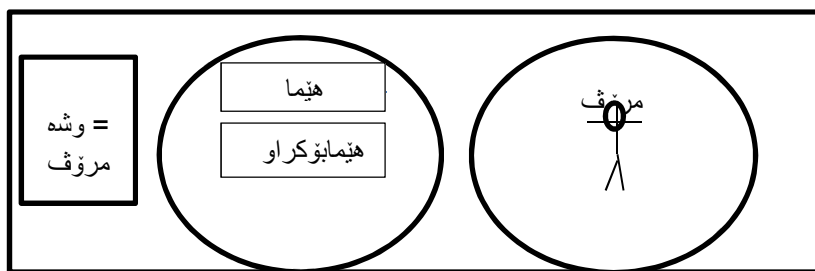 مرۆڤ
هێما
هێمابۆکراو
وشە =
مرۆڤ